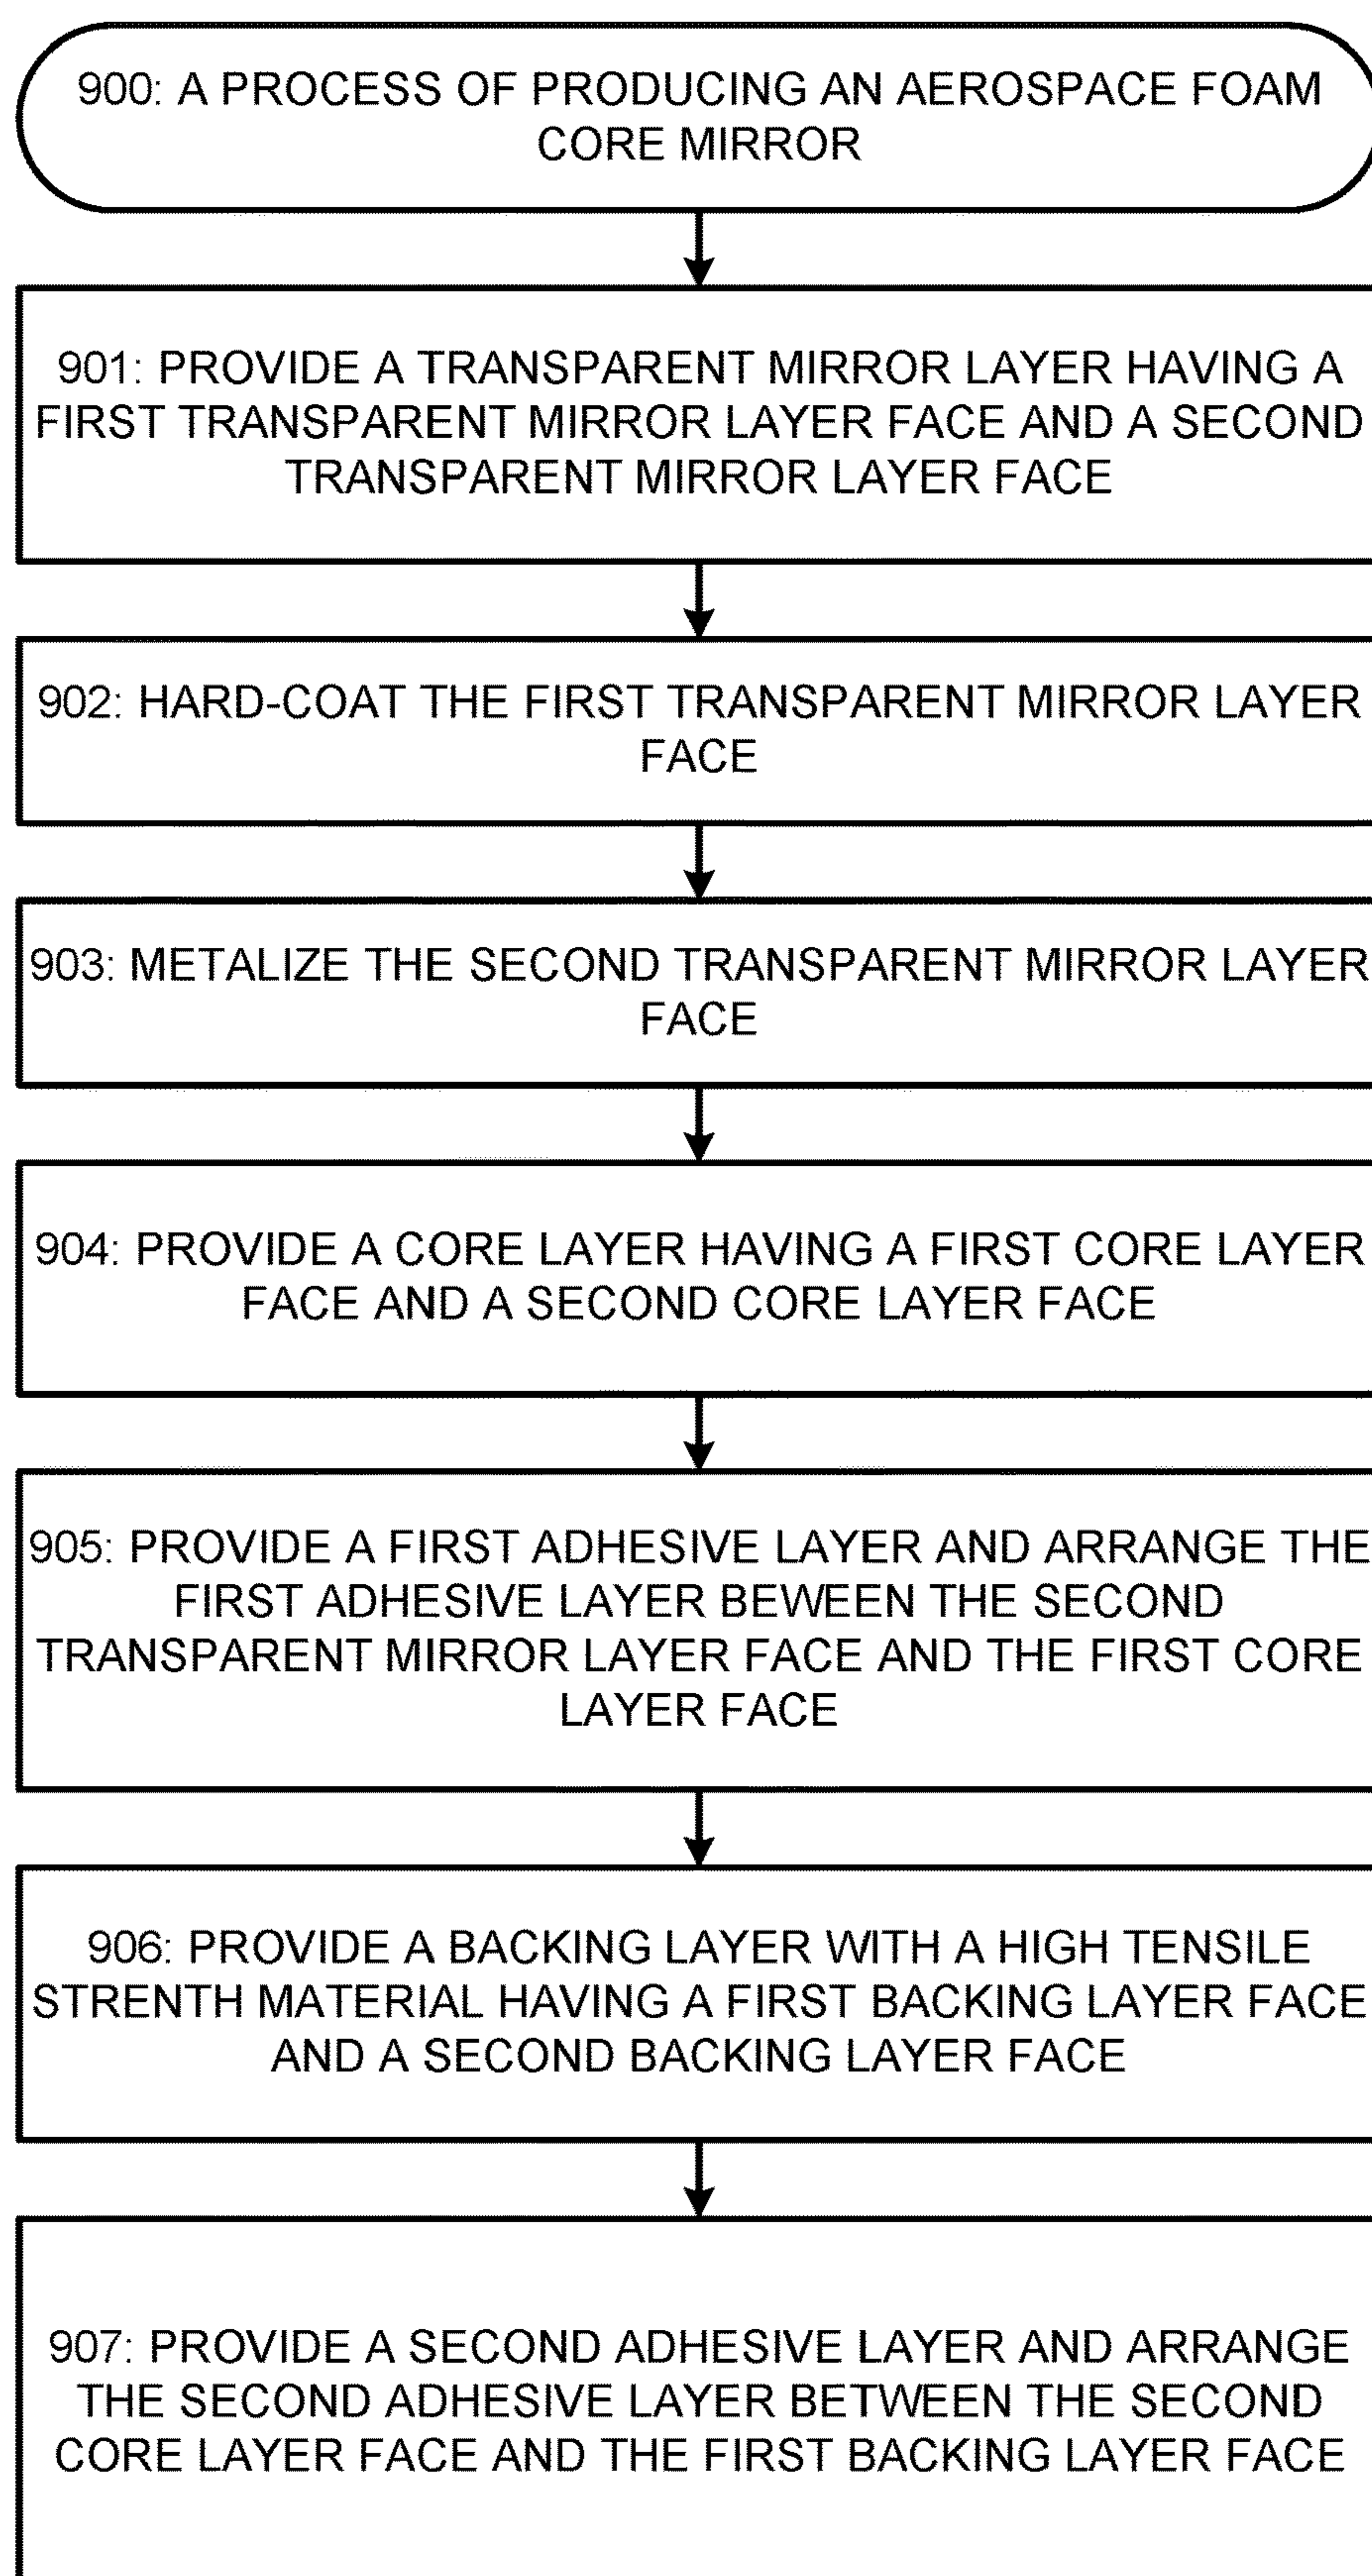 900: A PROCESS OF PRODUCING AN AEROSPACE FOAM
CORE MIRROR
901: PROVIDE A TRANSPARENT MIRROR LAYER HAVING A
FIRST TRANSPARENT MIRROR LAYER FACE AND A SECOND
TRANSPARENT MIRROR LAYER FACE
902: HARD-COAT THE FIRST TRANSPARENT MIRROR LAYER
FACE
903: METALIZE THE SECOND TRANSPARENT MIRROR LAYER
FACE
904: PROVIDE A CORE LAYER HAVING A FIRST CORE LAYER
FACE AND A SECOND CORE LAYER FACE
905: PROVIDE A FIRST ADHESIVE LAYER AND ARRANGE THE
FIRST ADHESIVE LAYER BEWEEN THE SECOND
TRANSPARENT MIRROR LAYER FACE AND THE FIRST CORE
LAYER FACE
906: PROVIDE A BACKING LAYER WITH A HIGH TENSILE
STRENTH MATERIAL HAVING A FIRST BACKING LAYER FACE
AND A SECOND BACKING LAYER FACE
907: PROVIDE A SECOND ADHESIVE LAYER AND ARRANGE
THE SECOND ADHESIVE LAYER BETWEEN THE SECOND
CORE LAYER FACE AND THE FIRST BACKING LAYER FACE